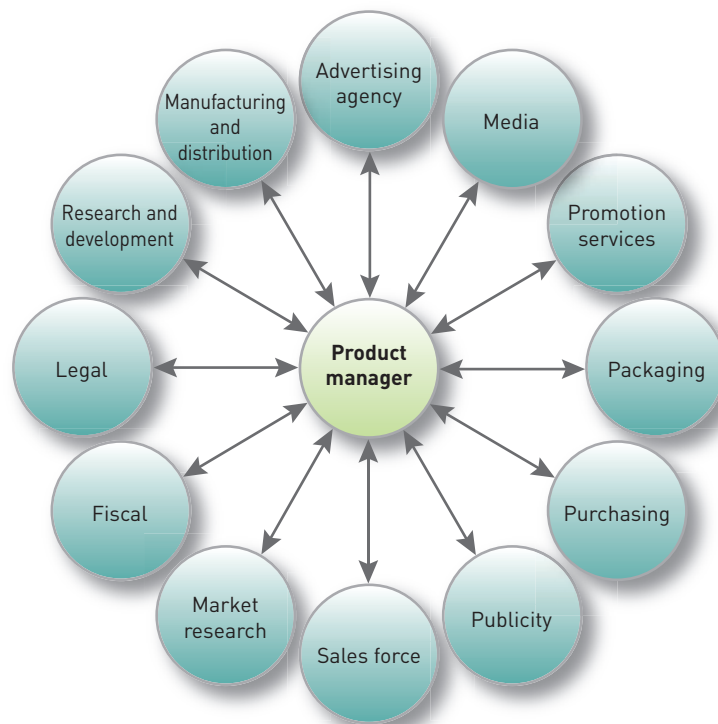 Advertising
agency
Media
Promotion
services
Packaging
Purchasing
Publicity
Sales force
Market
research
Fiscal
Legal
Research and
development
Manufacturing
and
distribution
Product
manager